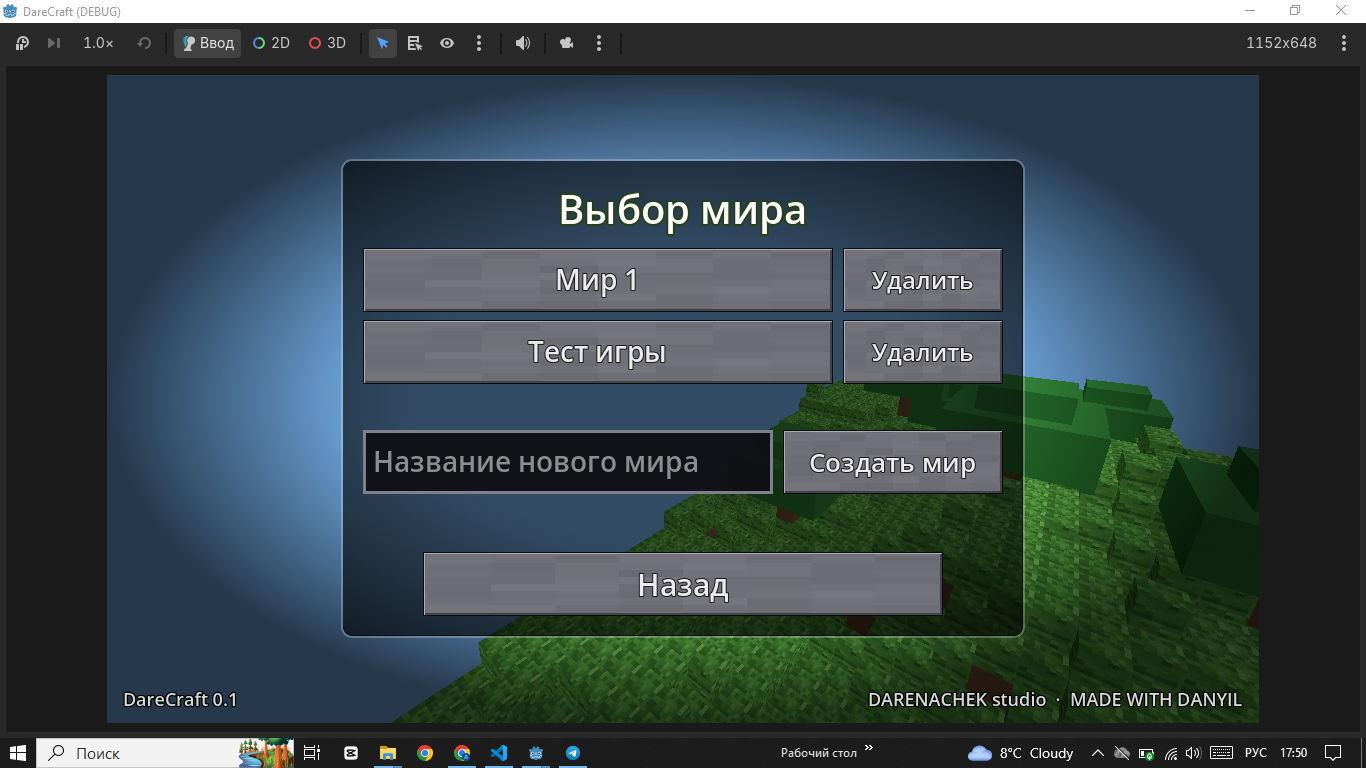 DareCraft (DEBUG)
1.0×
Ввод
2D
3D
1152x648
Выбор мира
Мир 1
Удалить
Тест игры
Удалить
Название нового мира
Создать мир
Назад
DareCraft 0.1
DARENACHEK studio · MADE WITH DANYIL
Поиск
Рабочий стол
8°C Cloudy
РУС
17:50